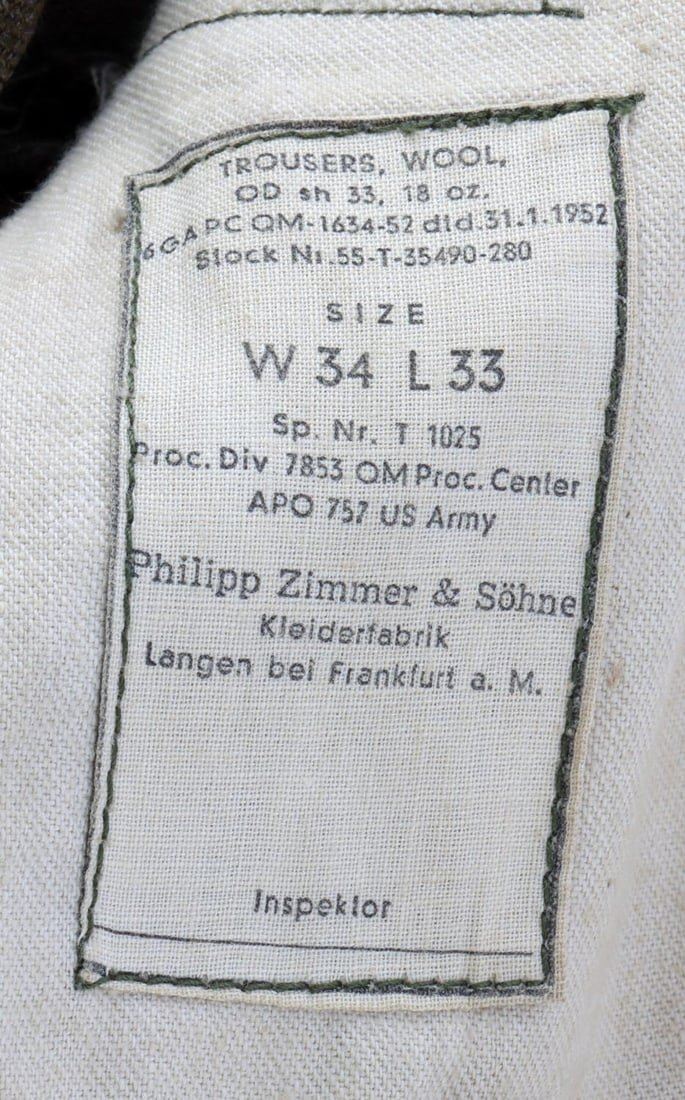 TROUSERS, WOOL,
OD sh 33, 18 oz.
6GAPC QM-1634-52 dtd.31.1.1952
Stock Nr.55-T-35490-280
SIZE
W 34 L 33
Sp. Nr. T 1025
Proc. Div 7853 QM Proc. Center
APO 757 US Army
Philipp Zimmer & Söhne
Kleiderfabrik
Langen bei Frankfurt a. M.
Inspektor